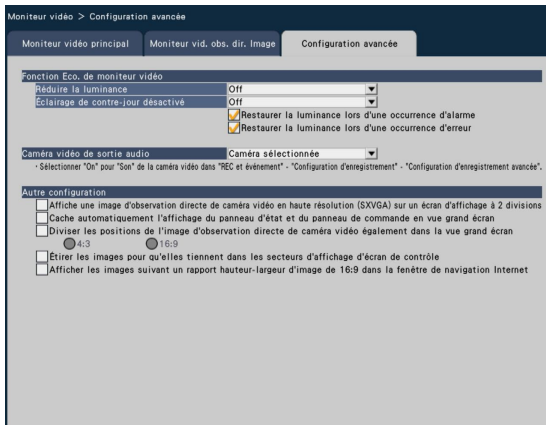 Moniteur vidéo > Configuration avancée
Moniteur vidéo principal
Moniteur vid. obs. dir. Image
Configuration avancée
Fonction Eco. de moniteur vidéo
Réduire la luminance
Off
Éclairage de contre-jour désactivé
Off
Restaurer la luminance lors d'une occurrence d'alarme
Restaurer la luminance lors d'une occurrence d'erreur
Caméra vidéo de sortie audio
Caméra sélectionnée
・Sélectionner "On" pour "Son" de la caméra vidéo dans "REC et événement" - "Configuration d'enregistrement" - "Configuration d'enregistrement avancée".
Autre configuration
Affiche une image d'observation directe de caméra vidéo en haute résolution (SXVGA) sur un écran d'affichage à 2 divisions
Cache automatiquement l'affichage du panneau d'état et du panneau de commande en vue grand écran
Diviser les positions de l'image d'observation directe de caméra vidéo également dans la vue grand écran
4:3
16:9
Étirer les images pour qu'elles tiennent dans les secteurs d'affichage d'écran de contrôle
Afficher les images suivant un rapport hauteur-largeur d'image de 16:9 dans la fenêtre de navigation Internet